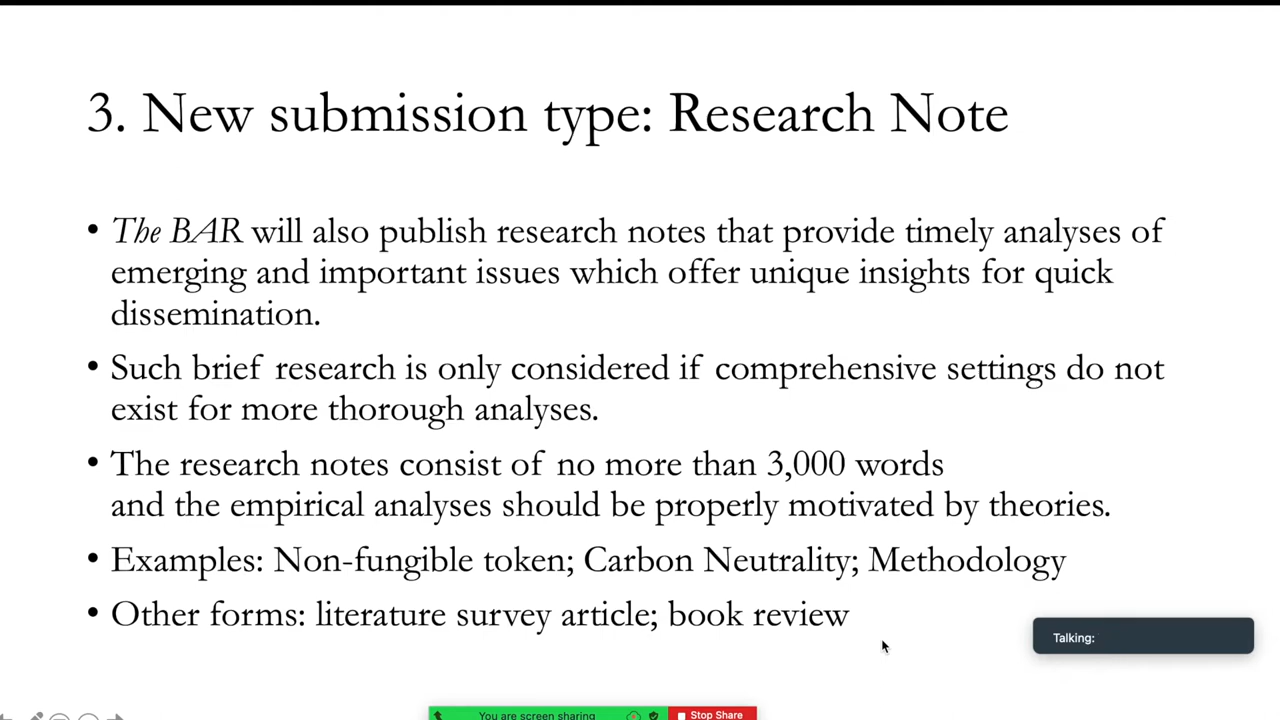 3. New submission type: Research Note
• The BAR will also publish research notes that provide timely analyses of
emerging and important issues which offer unique insights for quick
dissemination.
• Such brief research is only considered if comprehensive settings do not
exist for more thorough analyses.
• The research notes consist of no more than 3,000 words
and the empirical analyses should be properly motivated by theories.
• Examples: Non-fungible token; Carbon Neutrality; Methodology
• Other forms: literature survey article; book review
Talking:
You are screen sharing
Stop Share